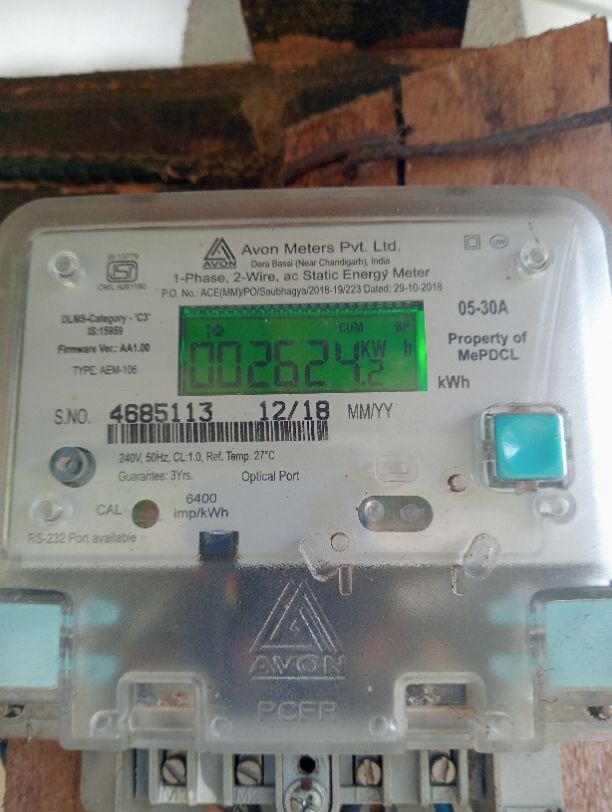 Avon Meters Pvt. Ltd.
AVON
Dera Bassi (Near Chandigarh), India
IS:13779
ISI
1-Phase, 2-Wire, ac Static Energy Meter
P.O. No.: ACE(MM)/PO/Saubhagya/2018-19/223 Dated: 29-10-2018
DLMS-Category - 'C3'
IS:15959
Firmware Ver.: AA1.00
TYPE: AEM-106
CUM BP
002624.2 KW h
kWh
05-30A
Property of
MePDCL
S.NO. 4685113 12/18 MM/YY
240V, 50Hz, CL:1.0, Ref. Temp. 27°C
Guarantee: 3Yrs. Optical Port
CAL 6400
imp/kWh
RS-232 Port available
AVON